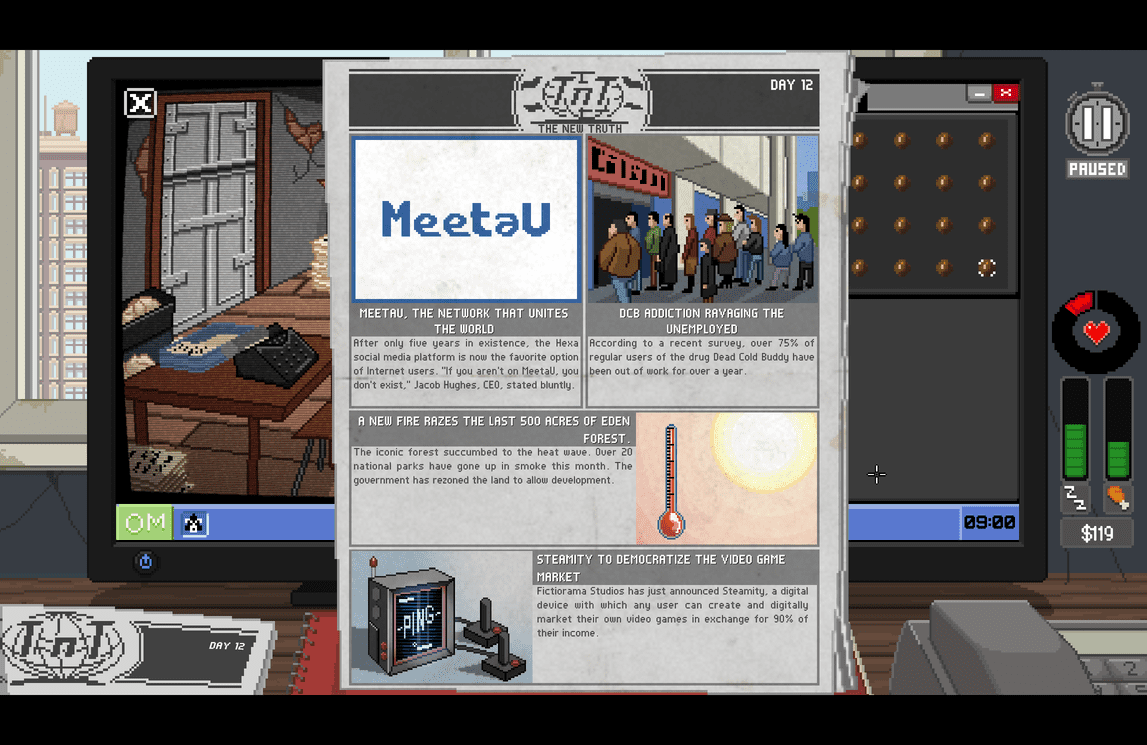 TnT
THE NEW TRUTH
DAY 12
MeetaU
MEETAU, THE NETWORK THAT UNITES
THE WORLD
After only five years in existence, the Hexa
social media platform is now the favorite option
of Internet users. "If you aren't on MeetaU, you
don't exist," Jacob Hughes, CEO, stated bluntly.
DCB ADDICTION RAVAGING THE
UNEMPLOYED
According to a recent survey, over 75% of
regular users of the drug Dead Cold Buddy have
been out of work for over a year.
A NEW FIRE RAZES THE LAST 500 ACRES OF EDEN
FOREST.
The iconic forest succumbed to the heat wave. Over 20
national parks have gone up in smoke this month. The
government has rezoned the land to allow development.
PING
STEAMITY TO DEMOCRATIZE THE VIDEO GAME
MARKET
Fictiorama Studios has just announced Steamity, a digital
device with which any user can create and digitally
market their own video games in exchange for 90% of
their income.
PAUSED
ZZZ
$119
OM
09:00
TnT
DAY 12
2